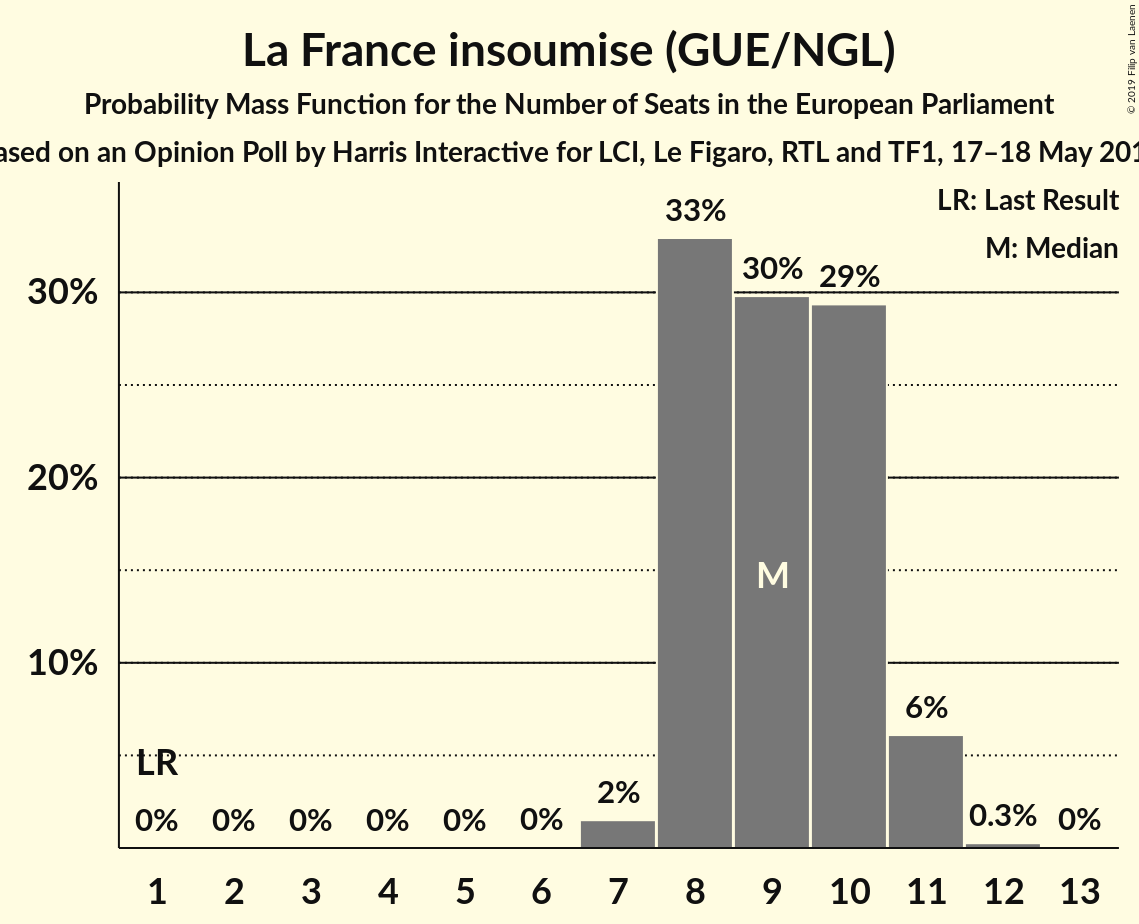 La France insoumise (GUE/NGL)
Probability Mass Function for the Number of Seats in the European Parliament
ased on an Opinion Poll by Harris Interactive for LCI, Le Figaro, RTL and TF1, 17–18 May 201
© 2019 Filip van Laenen
LR: Last Result
M: Median
33%
30%
29%
30%
20%
M
10%
6%
LR
2%
0% 0% 0% 0% 0% 0% 0.3% 0%
1 2 3 4 5 6 7 8 9 10 11 12 13